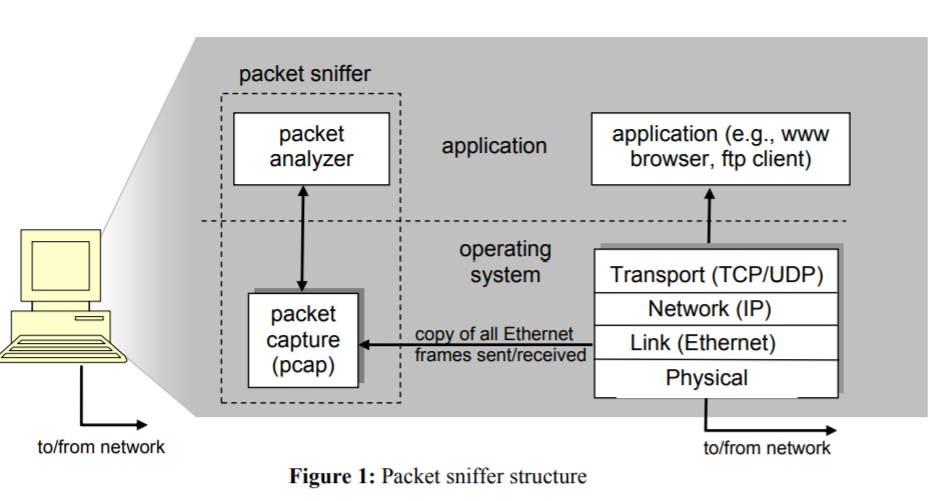 packet sniffer
packet
analyzer
application
application (e.g., www
browser, ftp client)
operating
system
packet
capture
(pcap)
copy of all Ethernet
frames sent/received
Transport (TCP/UDP)
Network (IP)
Link (Ethernet)
Physical
to/from network
to/from network
Figure 1: Packet sniffer structure